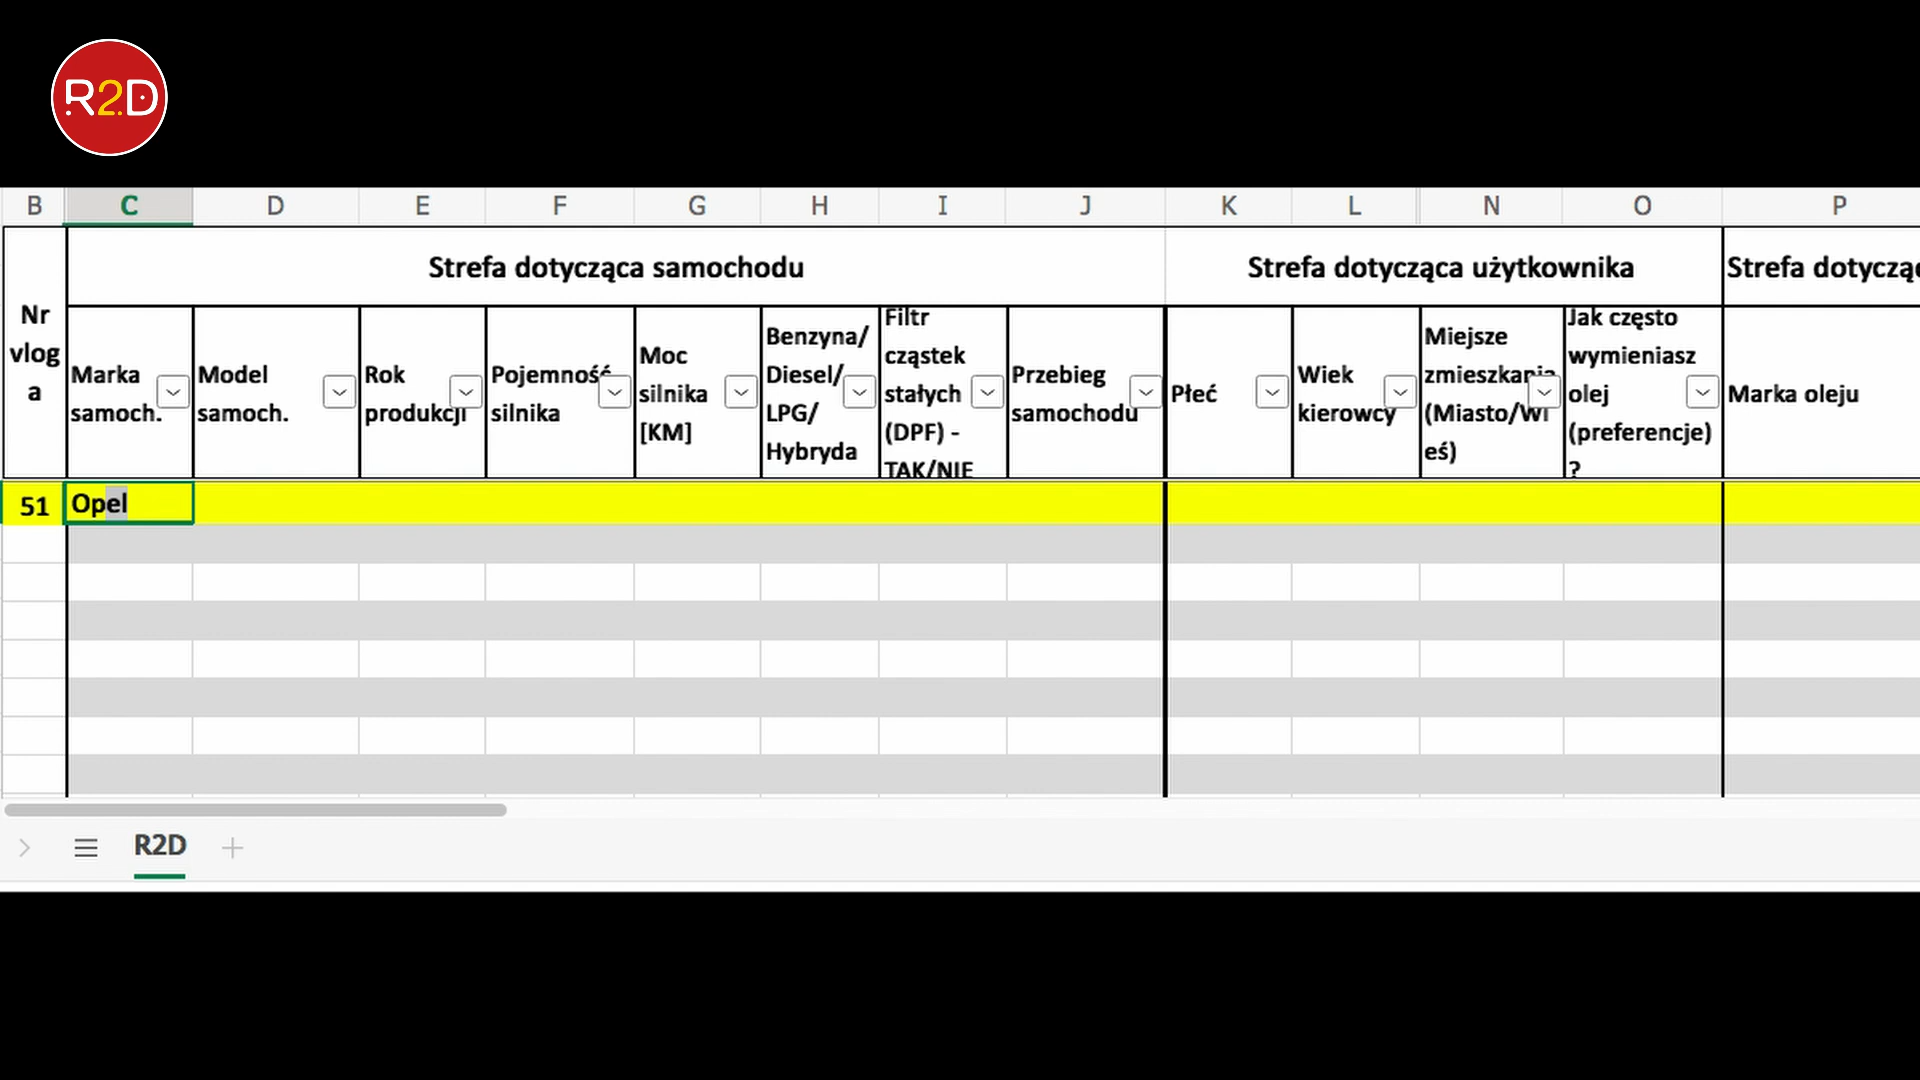 R2D
B C D E F G H I J K L N O P
Strefa dotycząca samochodu
Strefa dotycząca użytkownika
Strefa
Nr
vlog
a
Marka
samoch.
Model
samoch.
Rok
produkcji
Pojemność
silnika
Moc
silnika
[KM]
Benzyna/
Diesel/
LPG/
Hybryda
Filtr
cząstek
stałych
(DPF) -
TAK/NIE
Przebieg
samochodu
Płeć
Wiek
kierowcy
Miejsze
zmieszkania
(Miasto/Wi
eś)
Jak często
wymieniasz
olej
(preferencje)
?
Marka oleju
51 Opel
R2D